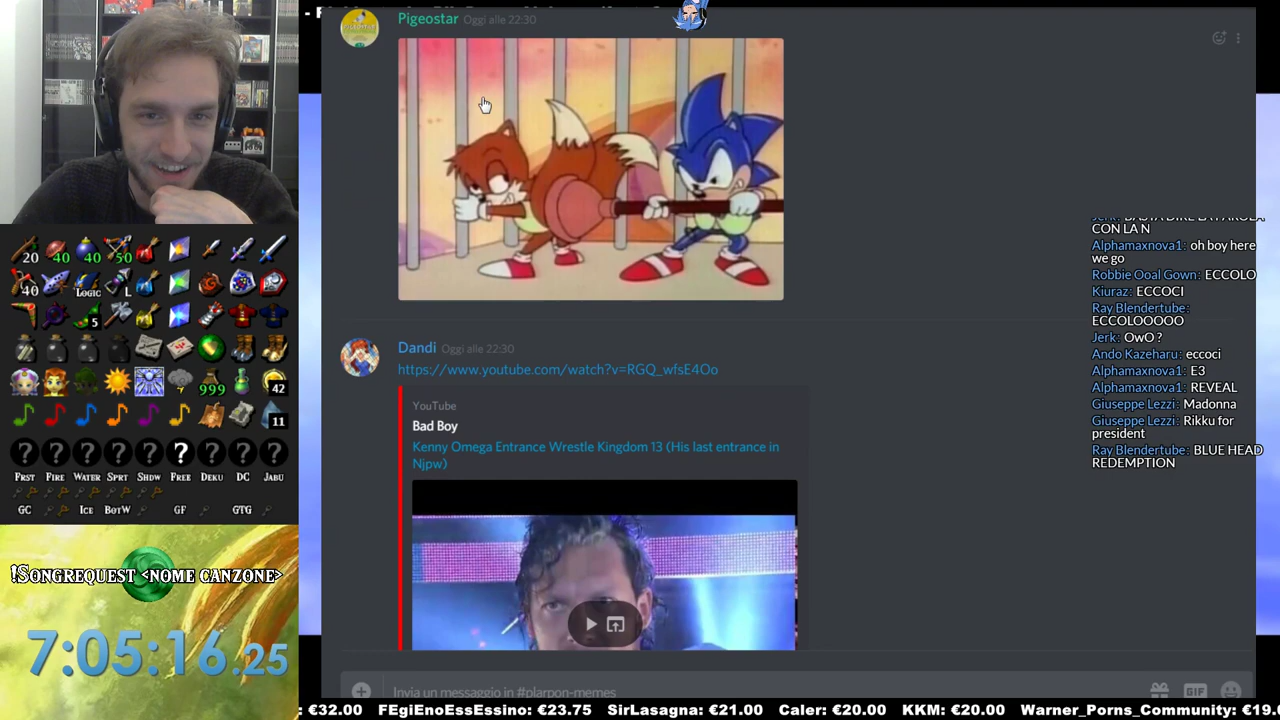 Pigeostar Oggi alle 22:30
Dandi Oggi alle 22:30
https://www.youtube.com/watch?v=RGQ_wfsE4Oo
YouTube
Bad Boy
Kenny Omega Entrance Wrestle Kingdom 13 (His last entrance in
Njpw)
Invia un messaggio in #plarpon-memes
GIF
CON LA N
Alphamaxnova1: oh boy here
we go
Robbie Ooal Gown: ECCOLO
Kiuraz: ECCOCI
Ray Blendertube:
ECCOLOOOOO
Jerk: OwO ?
Ando Kazeharu: eccoci
Alphamaxnova1: E3
Alphamaxnova1: REVEAL
Giuseppe Lezzi: Madonna
Giuseppe Lezzi: Rikku for
president
Ray Blendertube: BLUE HEAD
REDEMPTION
20 40 40 50
40 LOGIC L
5
999 42
11
? ? ? ? ? ? ? ? ?
FRST FIRE WATER SPRT SHDW FREE DEKU DC JABU
GC ICE BOTW GF GTG
!SONGREQUEST <NOME CANZONE>
7:05:16.25
: €32.00 FEgiEnoEssEssino: €23.75 SirLasagna: €21.00 Caler: €20.00 KKM: €20.00 Warner_Porns_Community: €19.